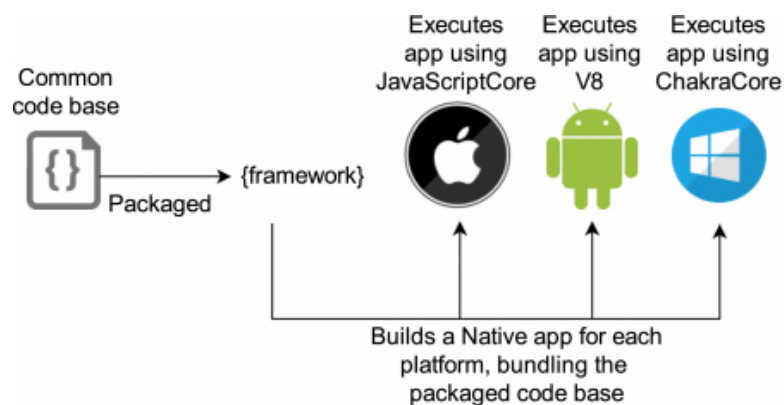 Common
code base
{}
Packaged
{framework}
Executes
app using
JavaScriptCore
Executes
app using
V8
Executes
app using
ChakraCore
Builds a Native app for each
platform, bundling the
packaged code base